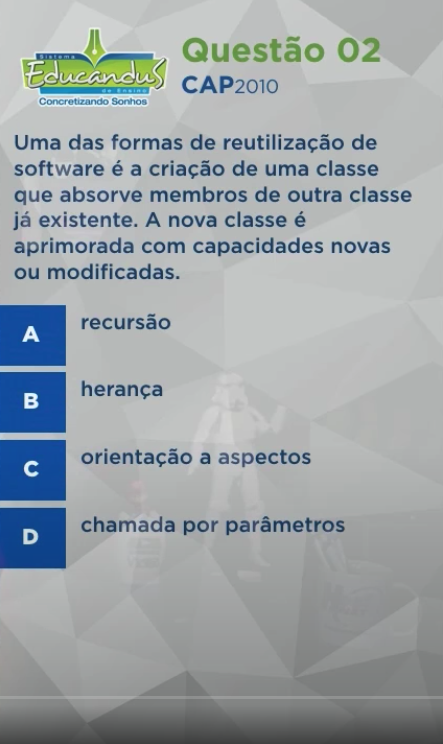 Sistema
Educandus
de Ensino
Concretizando Sonhos
Questão 02
CAP2010
Uma das formas de reutilização de
software é a criação de uma classe
que absorve membros de outra classe
já existente. A nova classe é
aprimorada com capacidades novas
ou modificadas.
A recursão
B herança
C orientação a aspectos
D chamada por parâmetros